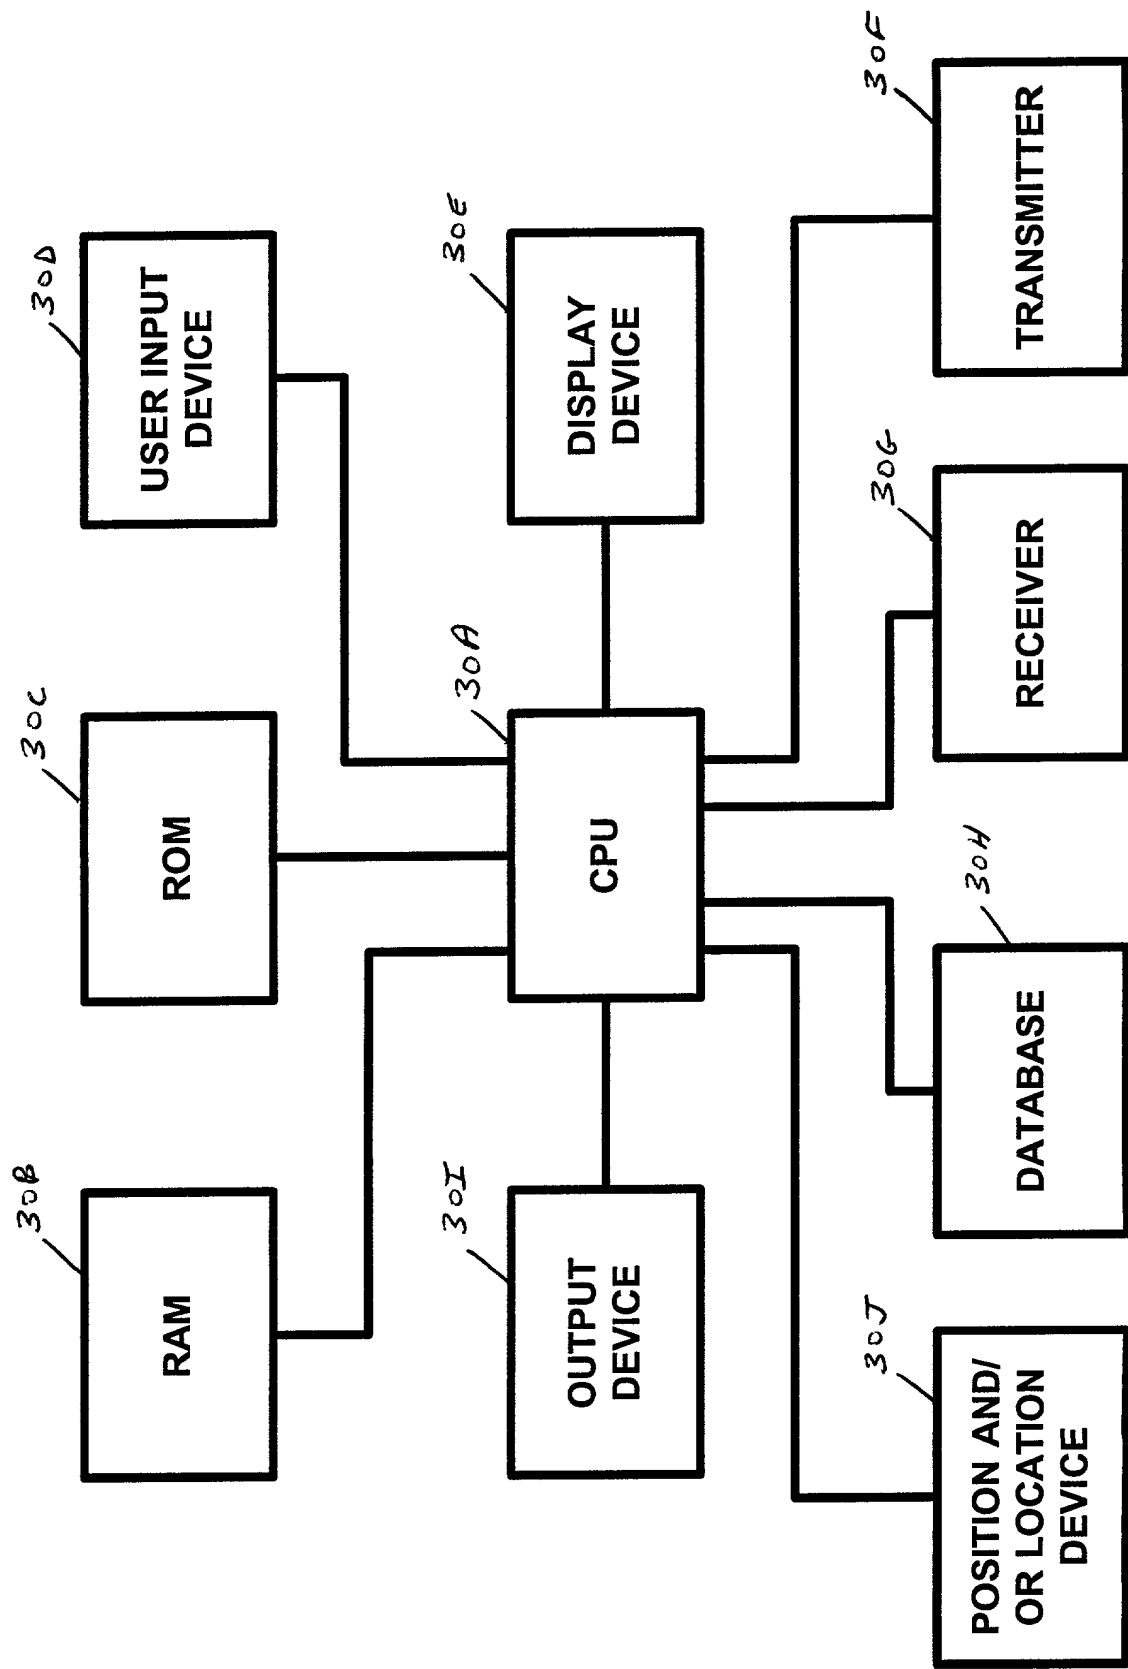 30B
RAM
30C
ROM
30D
USER INPUT
DEVICE
30I
OUTPUT
DEVICE
30A
CPU
30E
DISPLAY
DEVICE
30J
POSITION AND/
OR LOCATION
DEVICE
30H
DATABASE
30G
RECEIVER
30F
TRANSMITTER